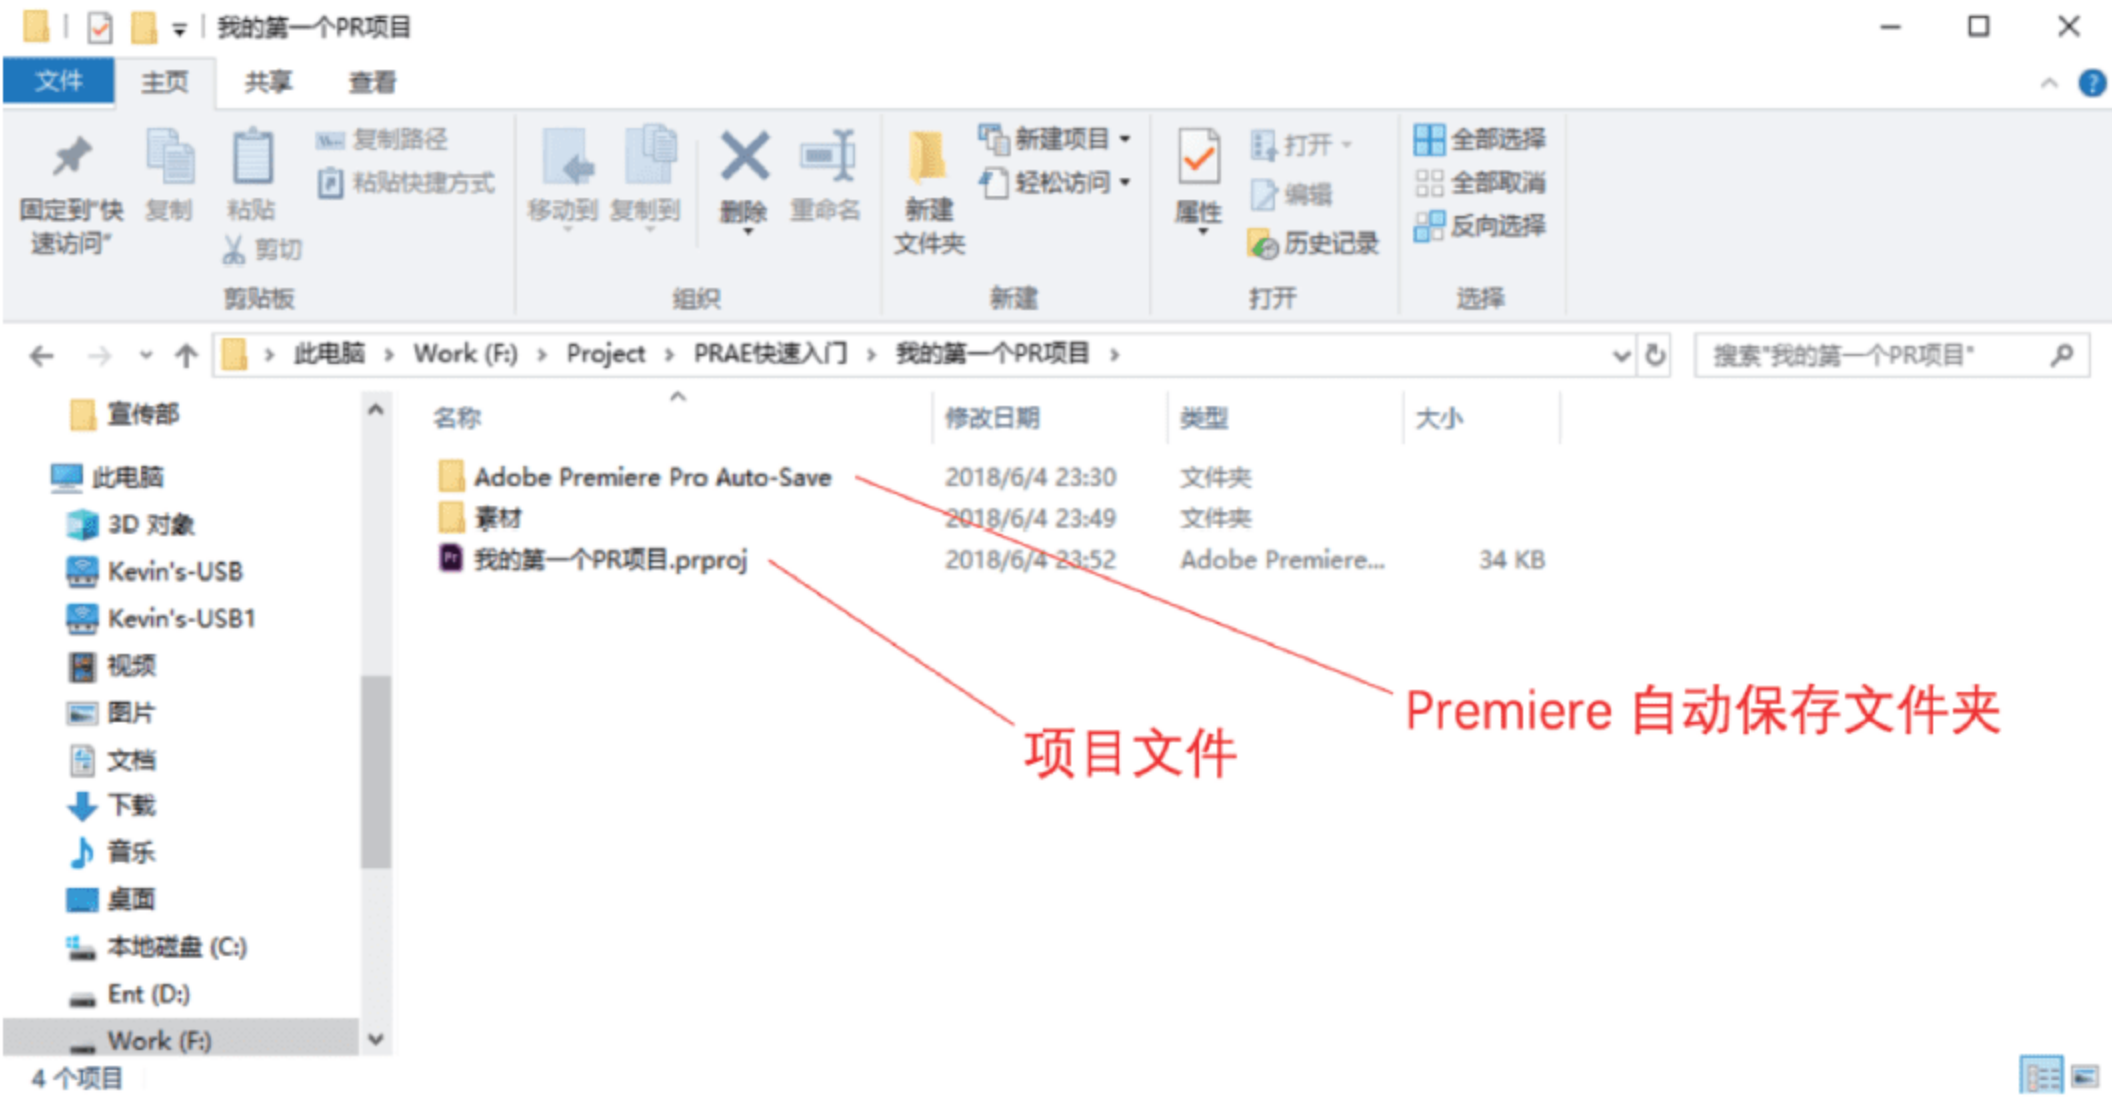 我的第一个PR项目
文件 主页 共享 查看
固定到"快速访问"
复制
粘贴
复制路径
粘贴快捷方式
剪切
剪贴板
移动到
复制到
删除
重命名
组织
新建
文件夹
新建项目
轻松访问
新建
属性
打开
编辑
历史记录
打开
全部选择
全部取消
反向选择
选择
此电脑 > Work (F:) > Project > PRAE快速入门 > 我的第一个PR项目 >
搜索"我的第一个PR项目"
宣传部
此电脑
3D 对象
Kevin's-USB
Kevin's-USB1
视频
图片
文档
下载
音乐
桌面
本地磁盘 (C:)
Ent (D:)
Work (F:)
名称 修改日期 类型 大小
Adobe Premiere Pro Auto-Save 2018/6/4 23:30 文件夹
素材 2018/6/4 23:49 文件夹
我的第一个PR项目.prproj 2018/6/4 23:52 Adobe Premiere... 34 KB
Premiere 自动保存文件夹
项目文件
4 个项目